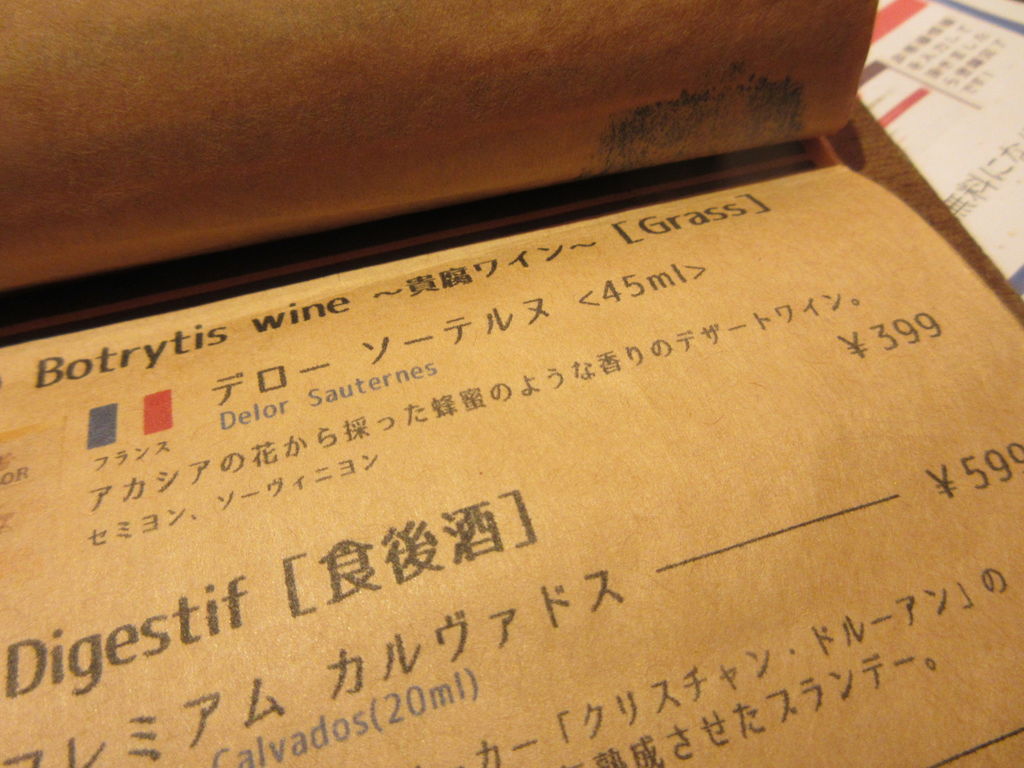 Botrytis wine ～貴腐ワイン～ [Grass]
デロー ソーテルヌ <45ml>
Delor Sauternes
フランス
アカシアの花から採った蜂蜜のような香りのデザートワイン。
¥399
セミヨン、ソーヴィニヨン
Digestif [食後酒]
プレミアム カルヴァドス ¥599
Calvados(20ml)
カー「クリスチャン・ドルーアン」の
熟成させたブランデー。